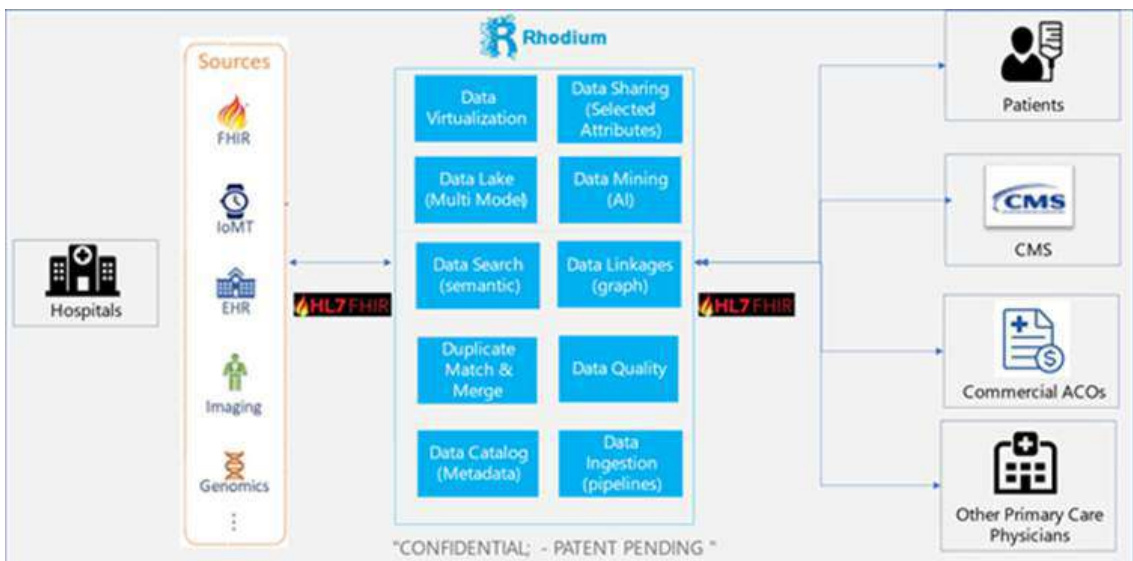 Rhodium
Hospitals
Sources
FHIR
IoMT
EHR
Imaging
Genomics
HL7 FHIR
Data
Virtualization
Data Sharing
(Selected
Attributes)
Data Lake
(Multi Model)
Data Mining
(AI)
Data Search
(semantic)
Data Linkages
(graph)
Duplicate
Match &
Merge
Data Quality
Data Catalog
(Metadata)
Data
Ingestion
(pipelines)
HL7 FHIR
Patients
CMS
CMS
Commercial ACOs
Other Primary Care
Physicians
"CONFIDENTIAL; - PATENT PENDING "